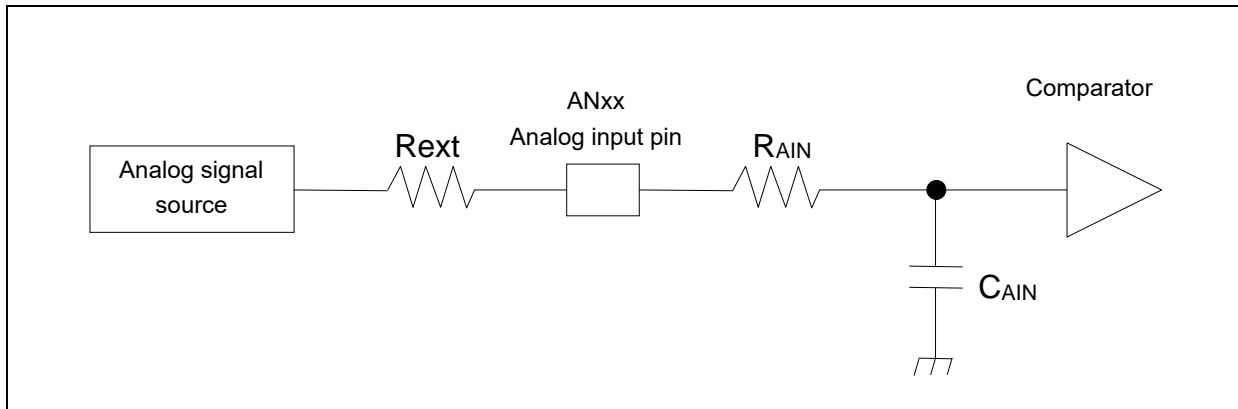 Comparator
ANxx
Analog input pin
Rext
RAIN
Analog signal
source
CAIN